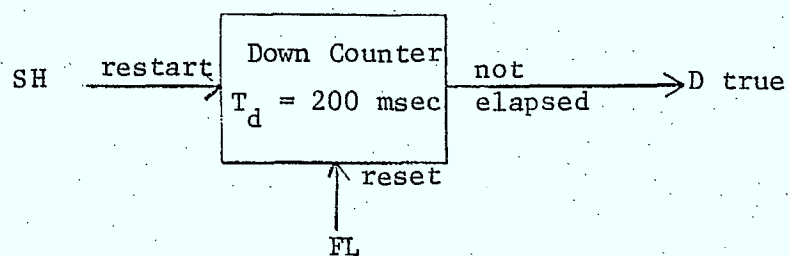 SH restart Down Counter not D true
T_d = 200 msec elapsed
reset
FL